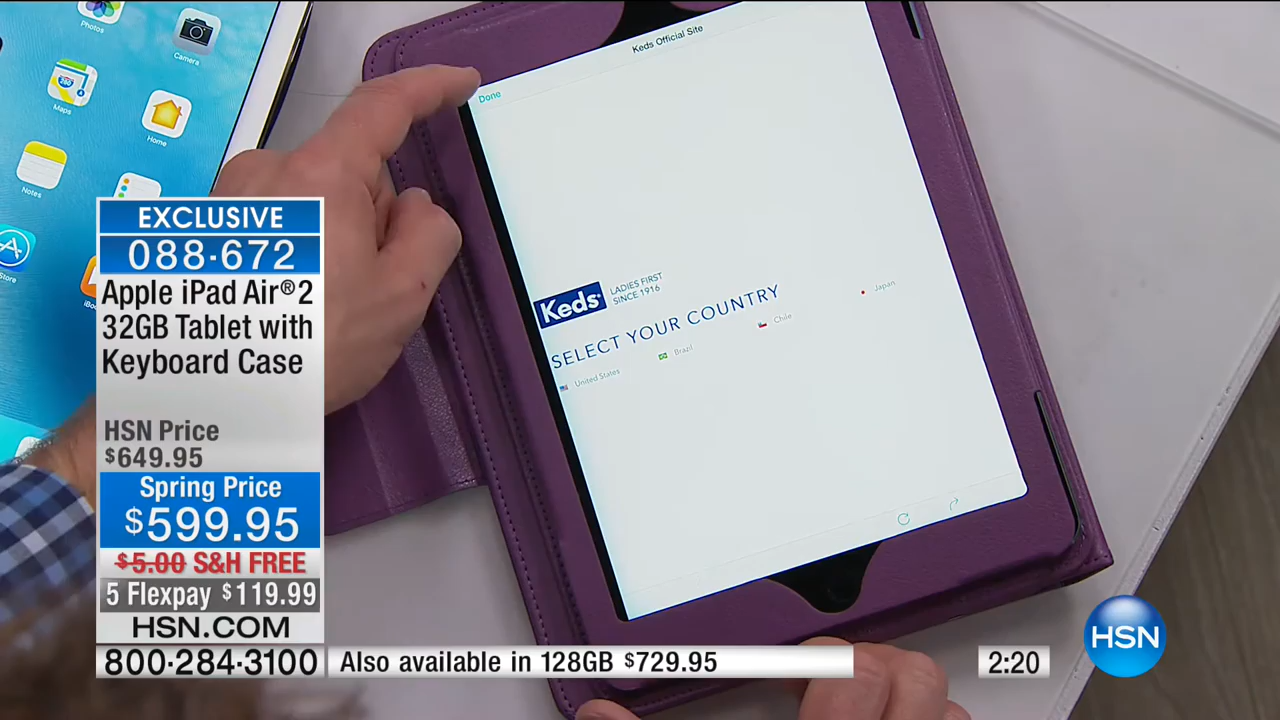 Photos
Camera
Maps
Home
Notes
Store
Keds Official Site
Done
Keds
LADIES FIRST
SINCE 1916
SELECT YOUR COUNTRY
United States
Brazil
Chile
Japan
EXCLUSIVE
088-672
Apple iPad Air® 2
32GB Tablet with
Keyboard Case
HSN Price
$649.95
Spring Price
$599.95
$5.00 S&H FREE
5 Flexpay $119.99
HSN.COM
800-284-3100
Also available in 128GB $729.95
2:20
HSN